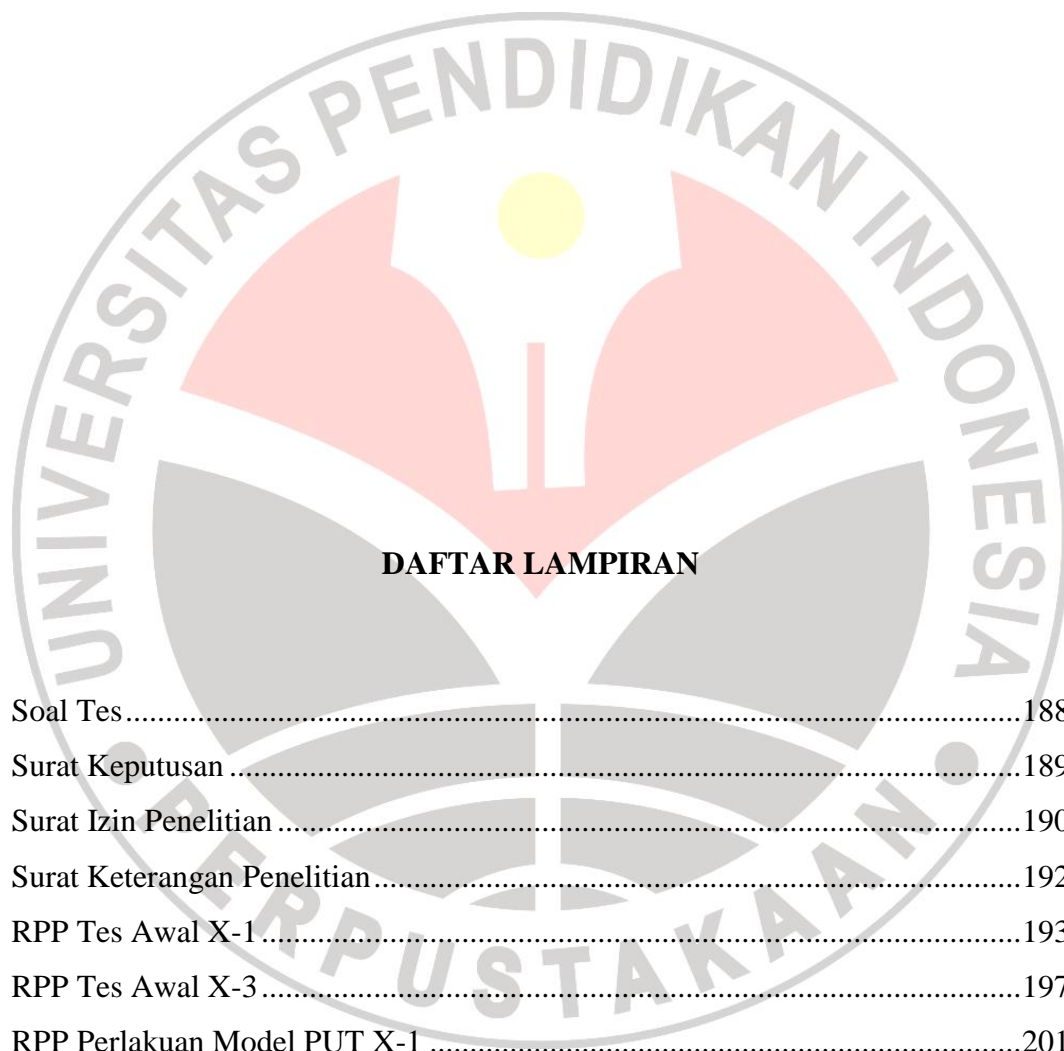 UNIVERSITAS PENDIDIKAN INDONESIA
DAFTAR LAMPIRAN
Soal Tes.......................................................................................188
Surat Keputusan.......................................................................................189
Surat Izin Penelitian.......................................................................................190
Surat Keterangan Penelitian.......................................................................................192
RPP Tes Awal X-1.......................................................................................193
RPP Tes Awal X-3.......................................................................................197
RPP Perlakuan Model PUT X-1.......................................................................................201
PERPUSTAKAAN